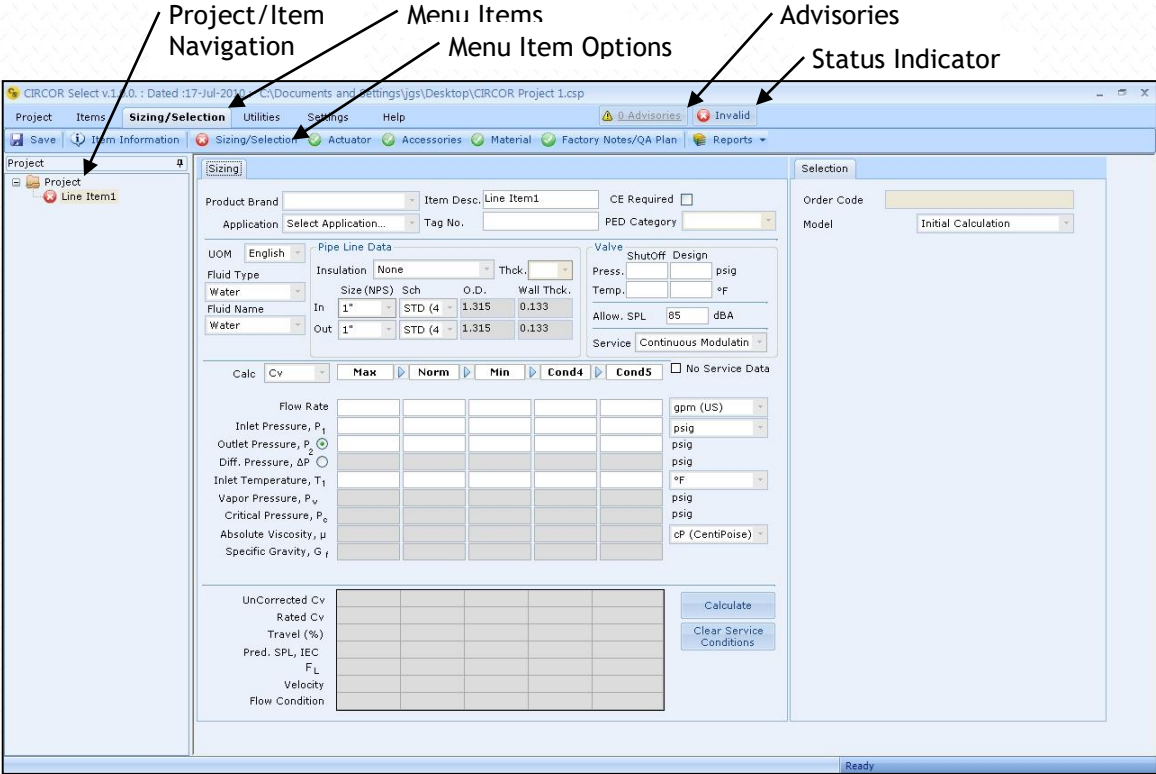 Project/Item
Navigation
Menu Items
Menu Item Options
Advisories
Status Indicator
CIRCOR Select v.1.0.0. : Dated :17-Jul-2010 : C:\Documents and Settings\jgs\Desktop\CIRCOR Project 1.csp
Project Items Sizing/Selection Utilities Settings Help 0 Advisories Invalid
Save Item Information Sizing/Selection Actuator Accessories Material Factory Notes/QA Plan Reports
Project
Project
Line Item1
Sizing
Product Brand Item Desc. Line Item1 CE Required
Application Select Application... Tag No. PED Category
UOM English
Fluid Type
Water
Fluid Name
Water
Pipe Line Data
Insulation None Thck.
Size (NPS) Sch O.D. Wall Thck.
In 1" STD (4 1.315 0.133
Out 1" STD (4 1.315 0.133
Valve
ShutOff Design
Press. psig
Temp. °F
Allow. SPL 85 dBA
Service Continuous Modulatin
Calc Cv Max Norm Min Cond4 Cond5 No Service Data
Flow Rate gpm (US)
Inlet Pressure, P1 psig
Outlet Pressure, P2 psig
Diff. Pressure, ΔP psig
Inlet Temperature, T1 °F
Vapor Pressure, Pv psig
Critical Pressure, Pc psig
Absolute Viscosity, μ cP (CentiPoise)
Specific Gravity, Gf
UnCorrected Cv
Rated Cv
Travel (%)
Pred. SPL, IEC
FL
Velocity
Flow Condition
Calculate
Clear Service
Conditions
Selection
Order Code
Model Initial Calculation
Ready